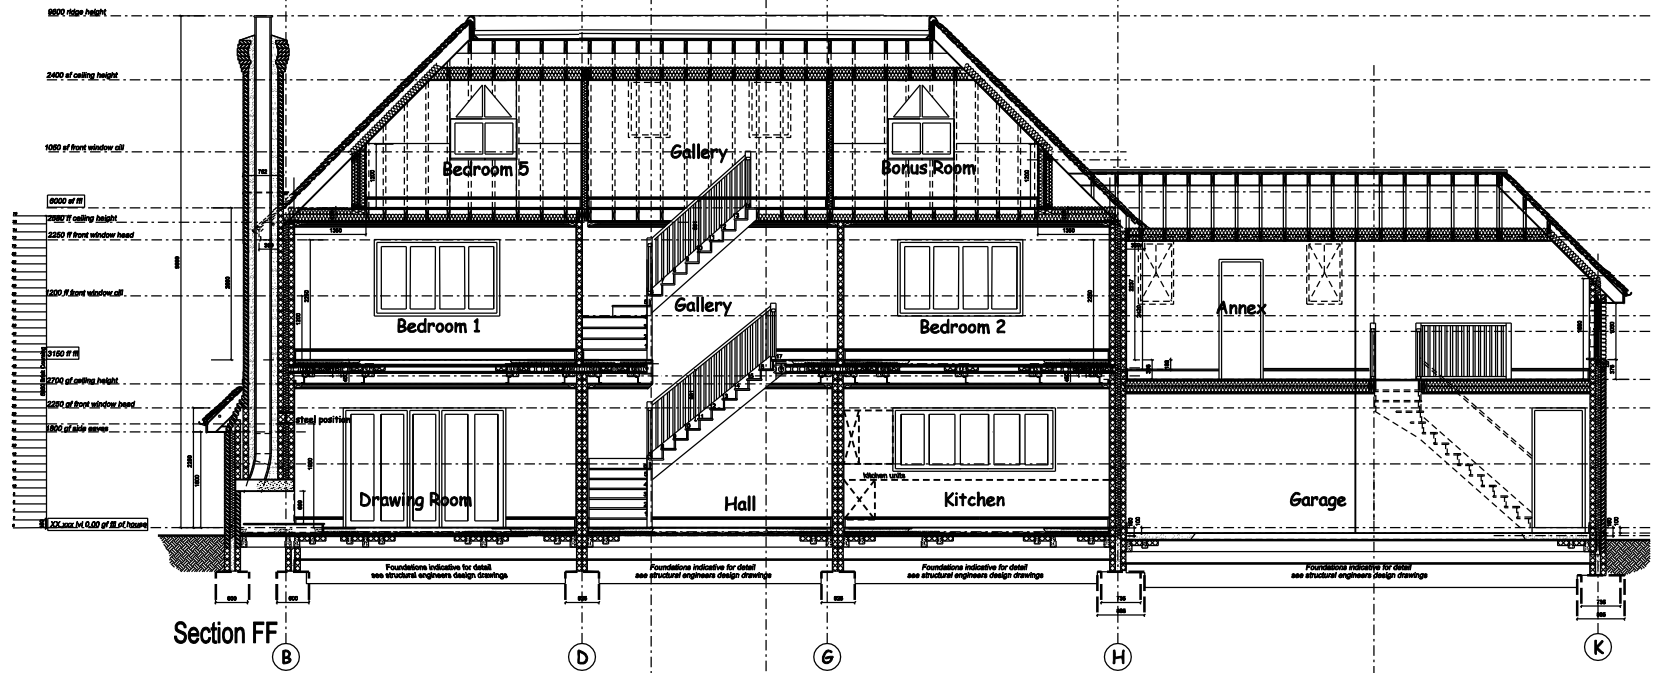 9600 ridge height
2400 sf ceiling height
1050 sf front window cill
6000 sf ffl
ff ceiling height
2250 ff front window head
1200 ff front window cill
3150 ff ffl
2700 gf ceiling height
2250 gf front window head
1800 gf side eaves
XX.xxx lvl 0.00 gf ffl of house
752
Bedroom 5
Gallery
Bonus Room
1350
1350
Bedroom 1
Gallery
Bedroom 2
Annex
steel position
kitchen units
Drawing Room
Hall
Kitchen
Garage
Foundations indicative for detail
see structural engineers design drawings
Foundations indicative for detail
see structural engineers design drawings
Foundations indicative for detail
see structural engineers design drawings
Foundations indicative for detail
see structural engineers design drawings
600
Section FF
B
D
G
H
K